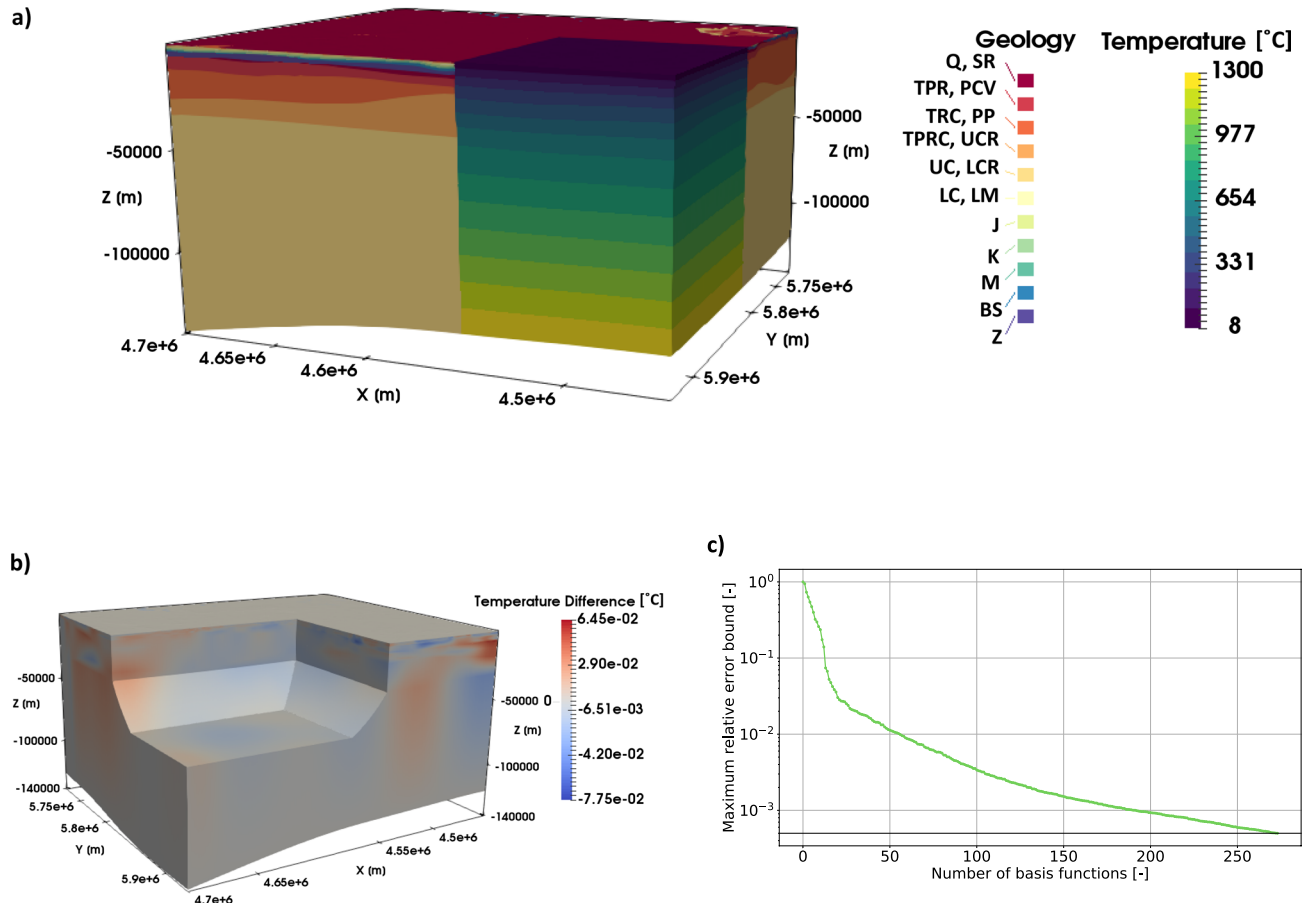 a)
Geology
Q, SR
TPR, PCV
TRC, PP
TPRC, UCR
UC, LCR
LC, LM
J
K
M
BS
Z
Temperature [˚C]
1300
977
654
331
8
-50000
Z (m)
-100000
-50000
Z (m)
-100000
4.7e+6
4.65e+6
4.6e+6
4.5e+6
X (m)
5.75e+6
5.8e+6
Y (m)
5.9e+6
b)
Temperature Difference [˚C]
6.45e-02
2.90e-02
0
-6.51e-03
-4.20e-02
-7.75e-02
-50000
Z (m)
-100000
-140000
-50000
Z (m)
-100000
-140000
5.75e+6
5.8e+6
Y (m)
5.9e+6
4.7e+6
4.65e+6
X (m)
4.55e+6
4.5e+6
c)
Maximum relative error bound [-]
10⁰
10⁻¹
10⁻²
10⁻³
0 50 100 150 200 250
Number of basis functions [-]